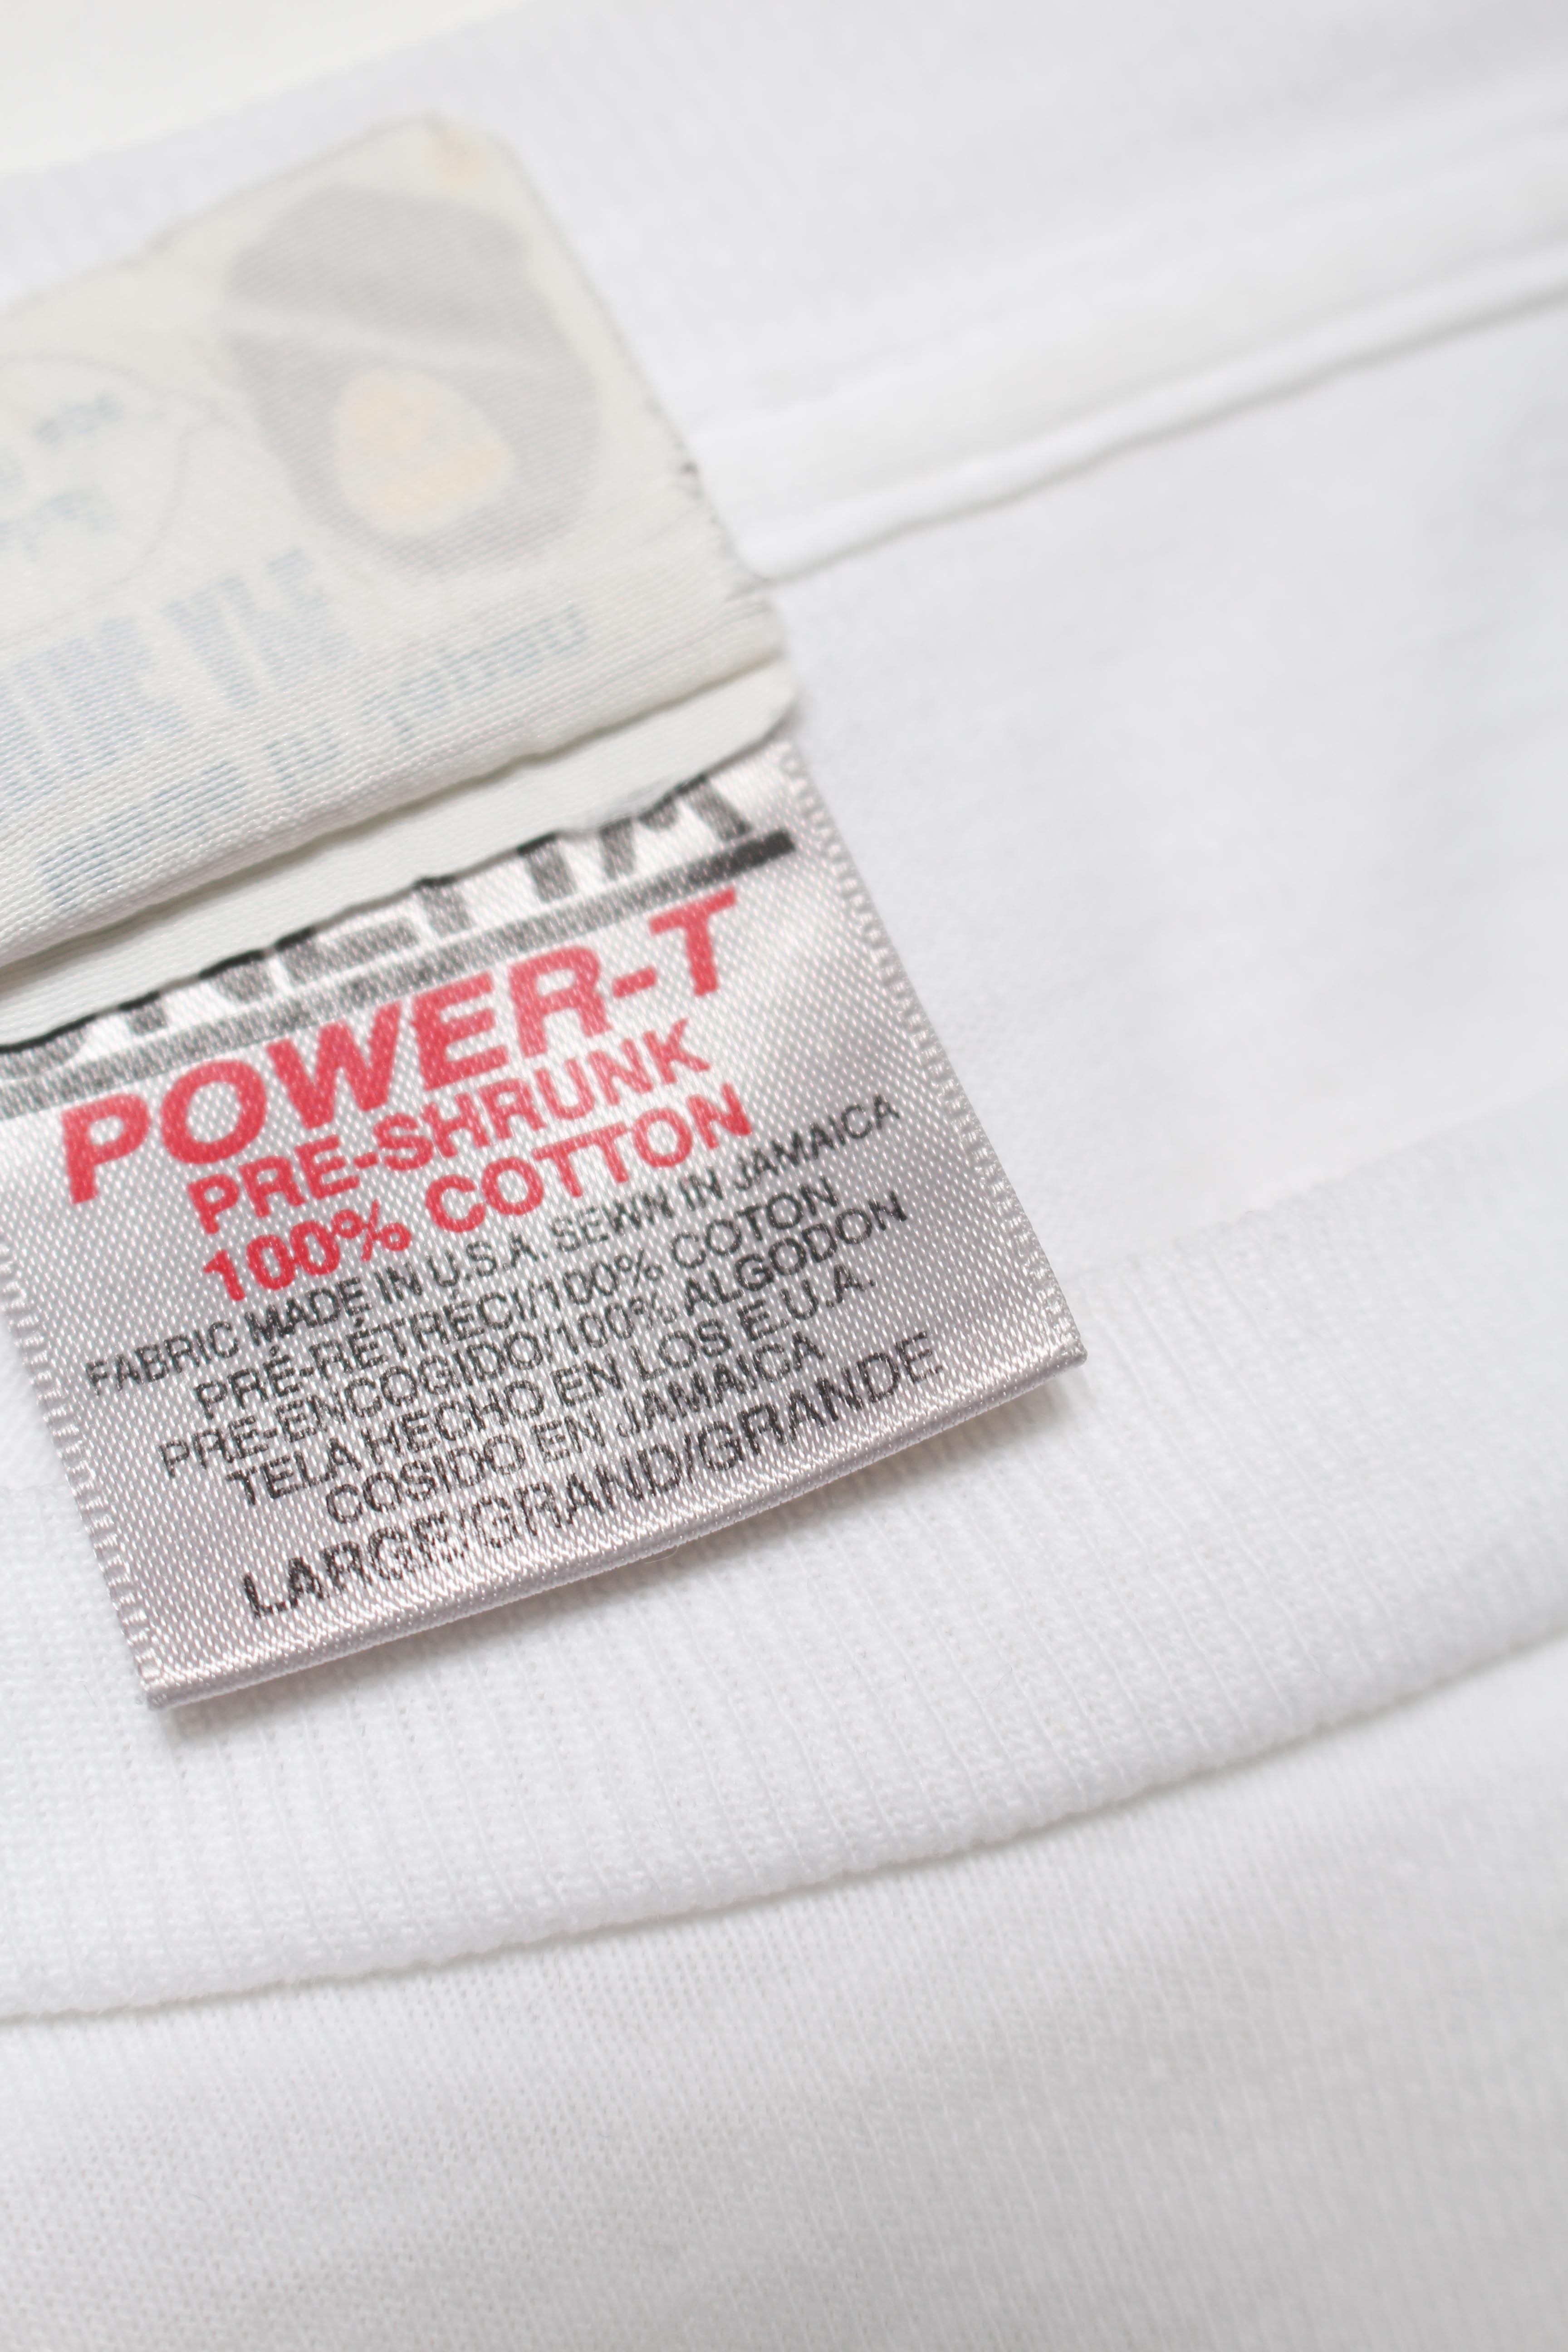 POWER-T
PRE-SHRUNK
100% COTTON
FABRIC MADE IN U.S.A. SEWN IN JAMAICA
PRÉ-RÉTRECI/100% COTON
PRE-ENCOGIDO/100% ALGODON
TELA HECHO EN LOS E.U.A.
COSIDO EN JAMAICA
LARGE/GRAND/GRANDE